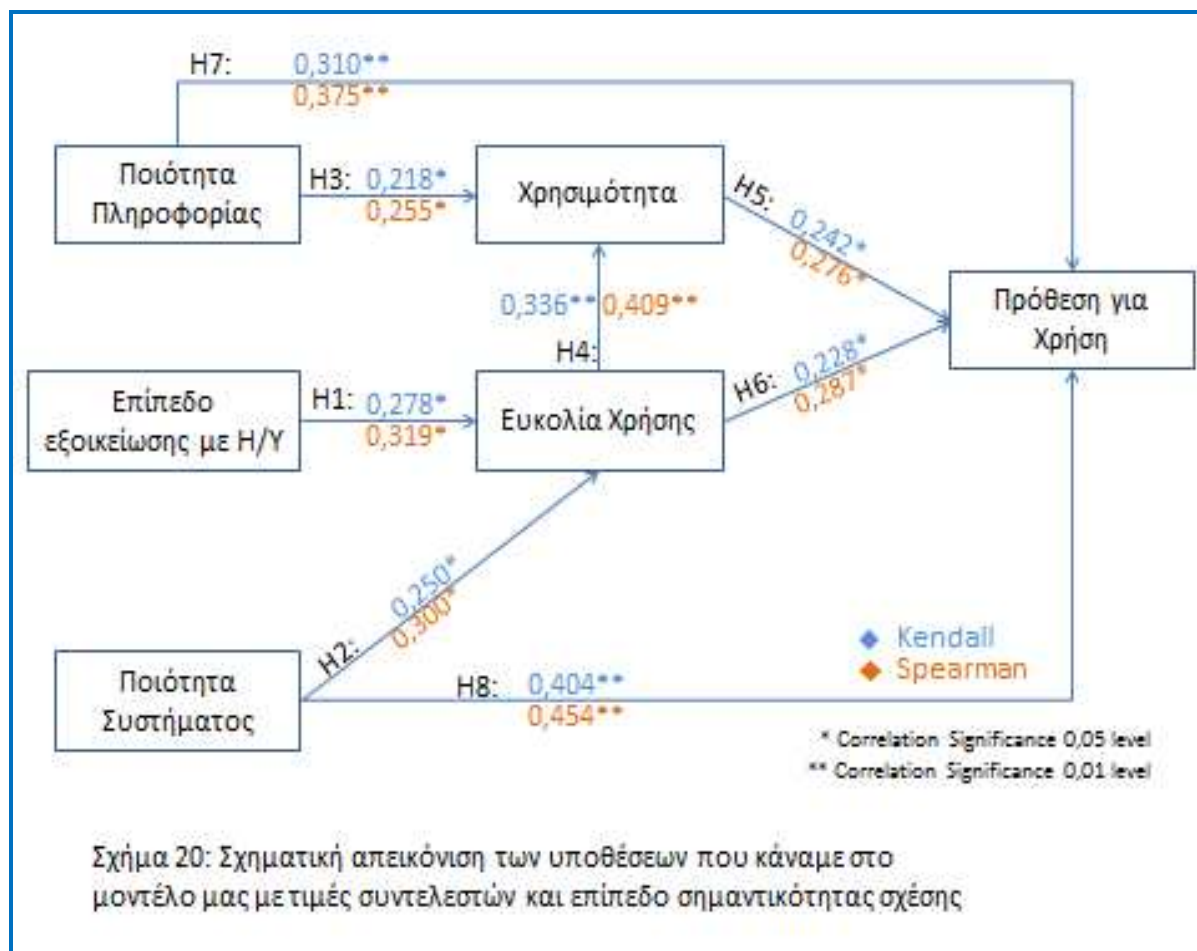 H7: 0,310**
0,375**
Ποιότητα
Πληροφορίας
H3: 0,218*
0,255*
Χρησιμότητα
H5: 0,242*
0,276*
Πρόθεση για
Χρήση
0,336** 0,409**
H4:
Επίπεδο
εξοικείωσης με Η/Υ
H1: 0,278*
0,319*
Ευκολία Χρήσης
H6: 0,228*
0,287*
H2: 0,250*
0,300*
Ποιότητα
Συστήματος
H8: 0,404**
0,454**
Kendall
Spearman
* Correlation Significance 0,05 level
** Correlation Significance 0,01 level
Σχήμα 20: Σχηματική απεικόνιση των υποθέσεων που κάναμε στο
μοντέλο μας με τιμές συντελεστών και επίπεδο σημαντικότητας σχέσης